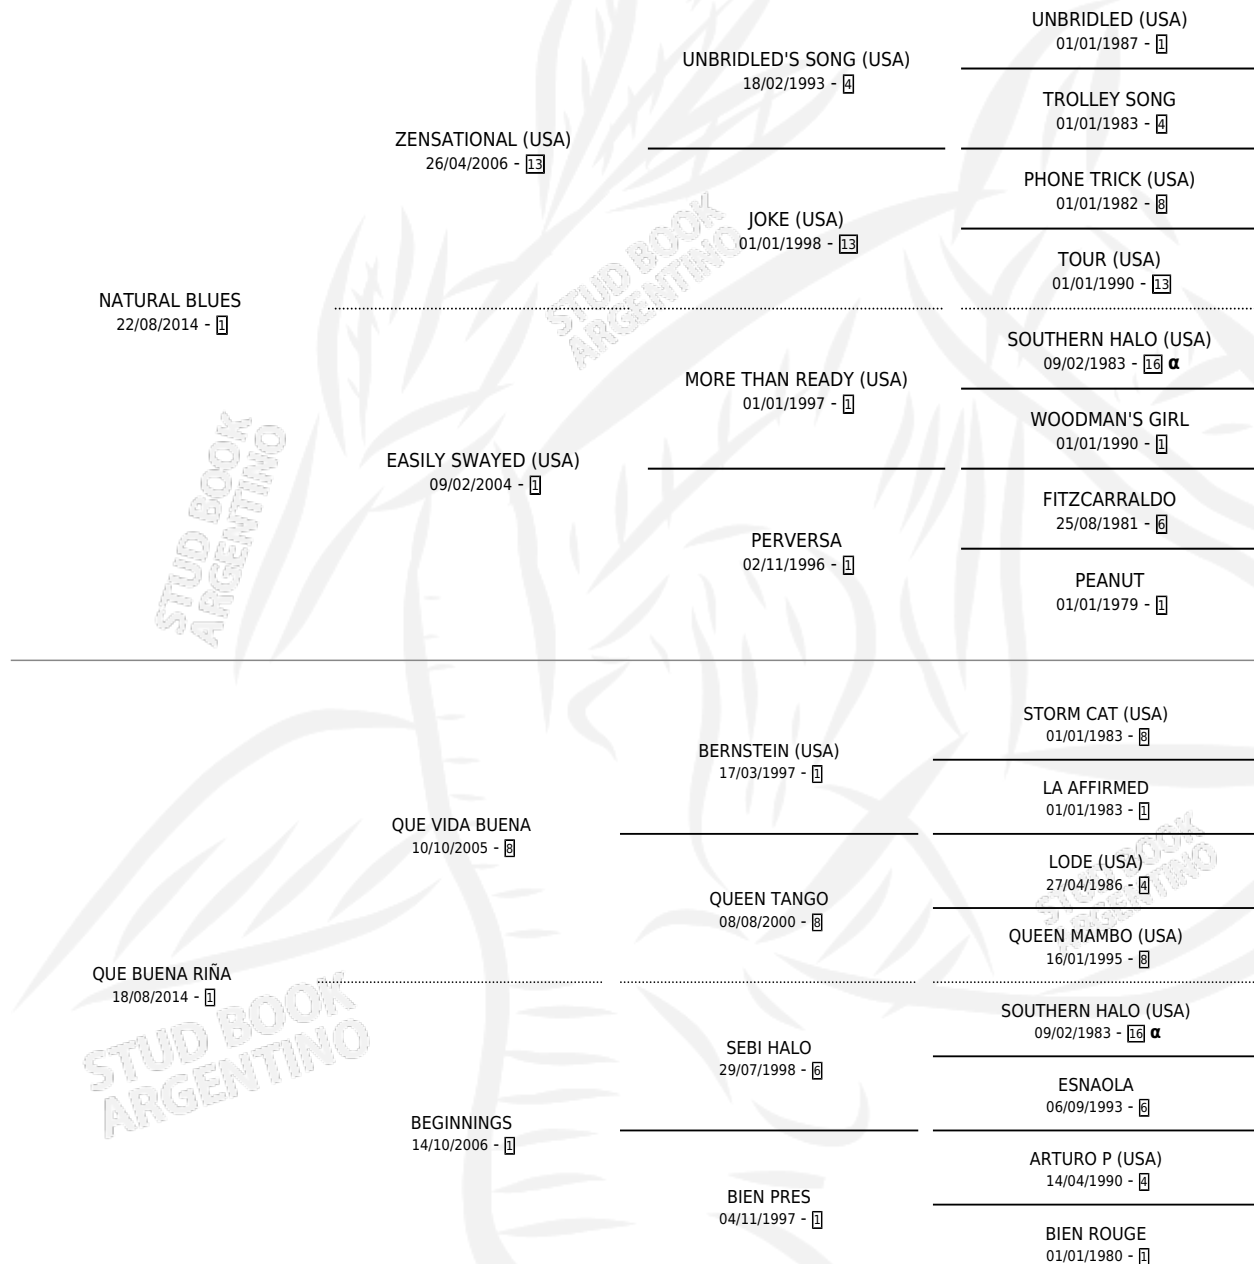 UNBRIDLED (USA)
01/01/1987 - 1
UNBRIDLED'S SONG (USA)
18/02/1993 - 4
TROLLEY SONG
01/01/1983 - 4
ZENSATIONAL (USA)
26/04/2006 - 13
PHONE TRICK (USA)
01/01/1982 - 8
JOKE (USA)
01/01/1998 - 13
TOUR (USA)
01/01/1990 - 13
NATURAL BLUES
22/08/2014 - 1
STUD BOOK
ARGENTINO
SOUTHERN HALO (USA)
09/02/1983 - 16 α
MORE THAN READY (USA)
01/01/1997 - 1
WOODMAN'S GIRL
01/01/1990 - 1
EASILY SWAYED (USA)
09/02/2004 - 1
FITZCARRALDO
25/08/1981 - 6
PERVERSA
02/11/1996 - 1
PEANUT
01/01/1979 - 1
STUD BOOK
ARGENTINO
STORM CAT (USA)
01/01/1983 - 8
BERNSTEIN (USA)
17/03/1997 - 1
LA AFFIRMED
01/01/1983 - 1
QUE VIDA BUENA
10/10/2005 - 8
LODE (USA)
27/04/1986 - 4
QUEEN TANGO
08/08/2000 - 8
QUEEN MAMBO (USA)
16/01/1995 - 8
STUD BOOK
ARGENTINO
QUE BUENA RIÑA
18/08/2014 - 1
SOUTHERN HALO (USA)
09/02/1983 - 16 α
SEBI HALO
29/07/1998 - 6
ESNAOLA
06/09/1993 - 6
BEGINNINGS
14/10/2006 - 1
ARTURO P (USA)
14/04/1990 - 4
BIEN PRES
04/11/1997 - 1
BIEN ROUGE
01/01/1980 - 1
STUD BOOK
ARGENTINO